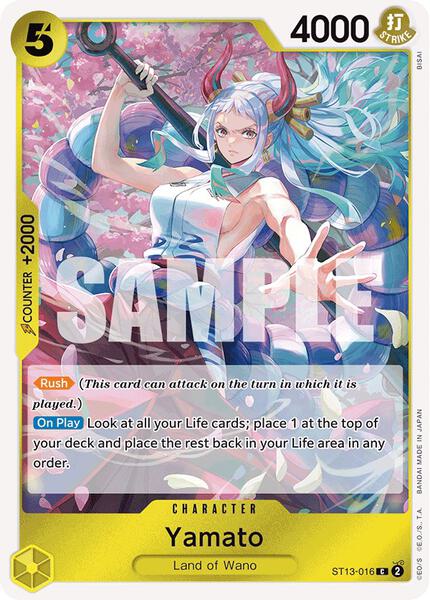 5
4000
打
STRIKE
BISAI
COUNTER +2000
SAMPLE
Rush (This card can attack on the turn in which it is
played.)
On Play Look at all your Life cards; place 1 at the top of
your deck and place the rest back in your Life area in any
order.
CHARACTER
Yamato
Land of Wano
ST13-016 C 2
©E.O./S., T.A. BANDAI MADE IN JAPAN
©EO/S